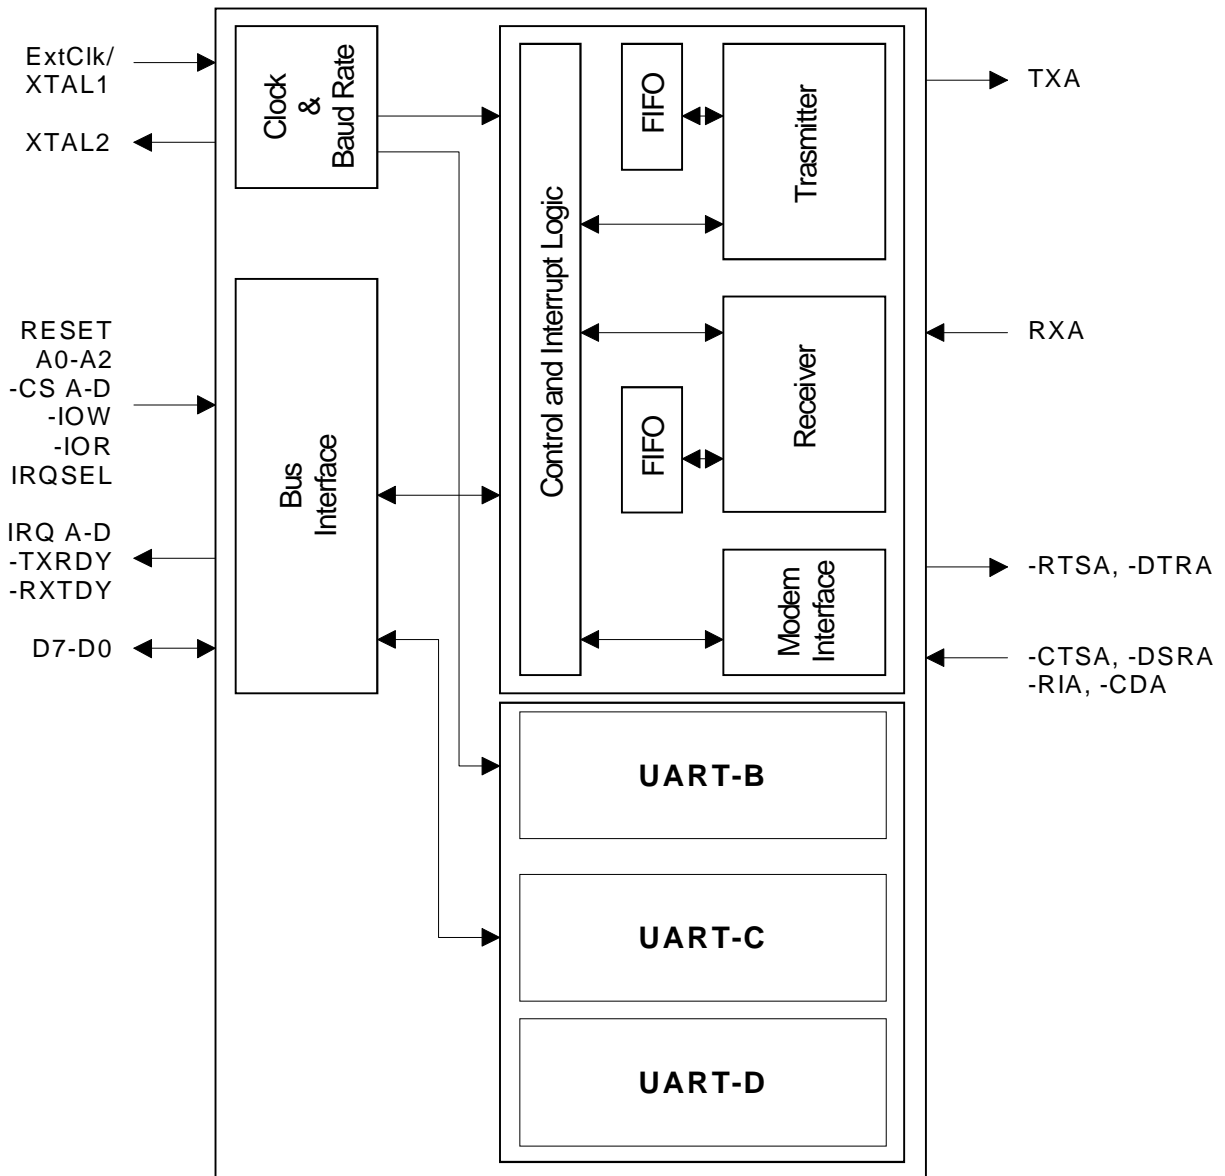 ExtClk/
XTAL1
XTAL2
RESET
A0-A2
-CS A-D
-IOW
-IOR
IRQSEL
IRQ A-D
-TXRDY
-RXTDY
D7-D0
Clock
&
Baud Rate
Bus
Interface
Control and Interrupt Logic
FIFO
Trasmitter
FIFO
Receiver
Modem
Interface
UART-B
UART-C
UART-D
TXA
RXA
-RTSA, -DTRA
-CTSA, -DSRA
-RIA, -CDA